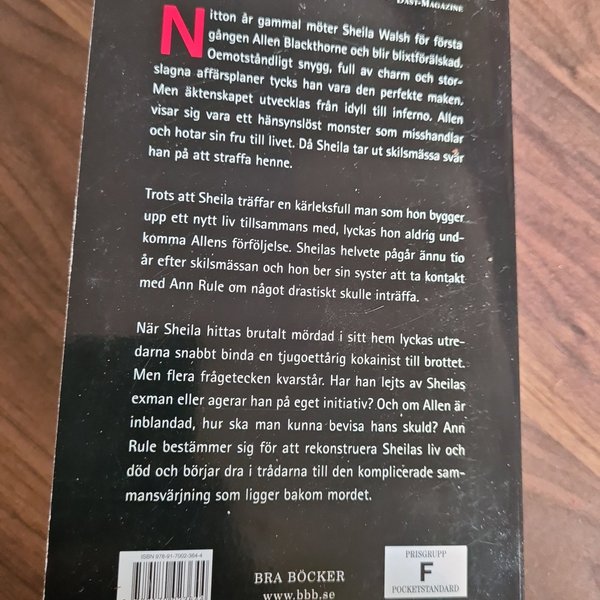 DAST-MAGAZINE
Nitton år gammal möter Sheila Walsh för första
gången Allen Blackthorne och blir blixtförälskad.
Oemotståndligt snygg, full av charm och stor-
slagna affärsplaner tycks han vara den perfekte maken.
Men äktenskapet utvecklas från idyll till inferno. Allen
visar sig vara ett hänsynslöst monster som misshandlar
och hotar sin fru till livet. Då Sheila tar ut skilsmässa svär
han på att straffa henne.
Trots att Sheila träffar en kärleksfull man som hon bygger
upp ett nytt liv tillsammans med, lyckas hon aldrig und-
komma Allens förföljelse. Sheilas helvete pågår ännu tio
år efter skilsmässan och hon ber sin syster att ta kontakt
med Ann Rule om något drastiskt skulle inträffa.
När Sheila hittas brutalt mördad i sitt hem lyckas utre-
darna snabbt binda en tjugoettårig kokainist till brottet.
Men flera frågetecken kvarstår. Har han lejts av Sheilas
exman eller agerar han på eget initiativ? Och om Allen är
inblandad, hur ska man kunna bevisa hans skuld? Ann
Rule bestämmer sig för att rekonstruera Sheilas liv och
död och börjar dra i trådarna till den komplicerade sam-
mansvärjning som ligger bakom mordet.
ISBN 978-91-7002-364-4
BRA BÖCKER
www.bbb.se
PRISGRUPP
F
POCKETSTANDARD